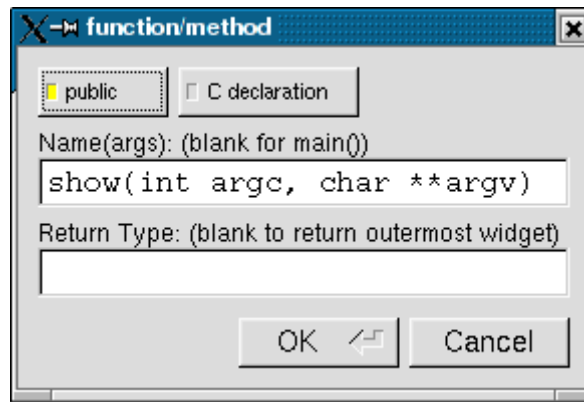 function/method
public C declaration
Name(args): (blank for main())
show(int argc, char **argv)
Return Type: (blank to return outermost widget)
OK Cancel